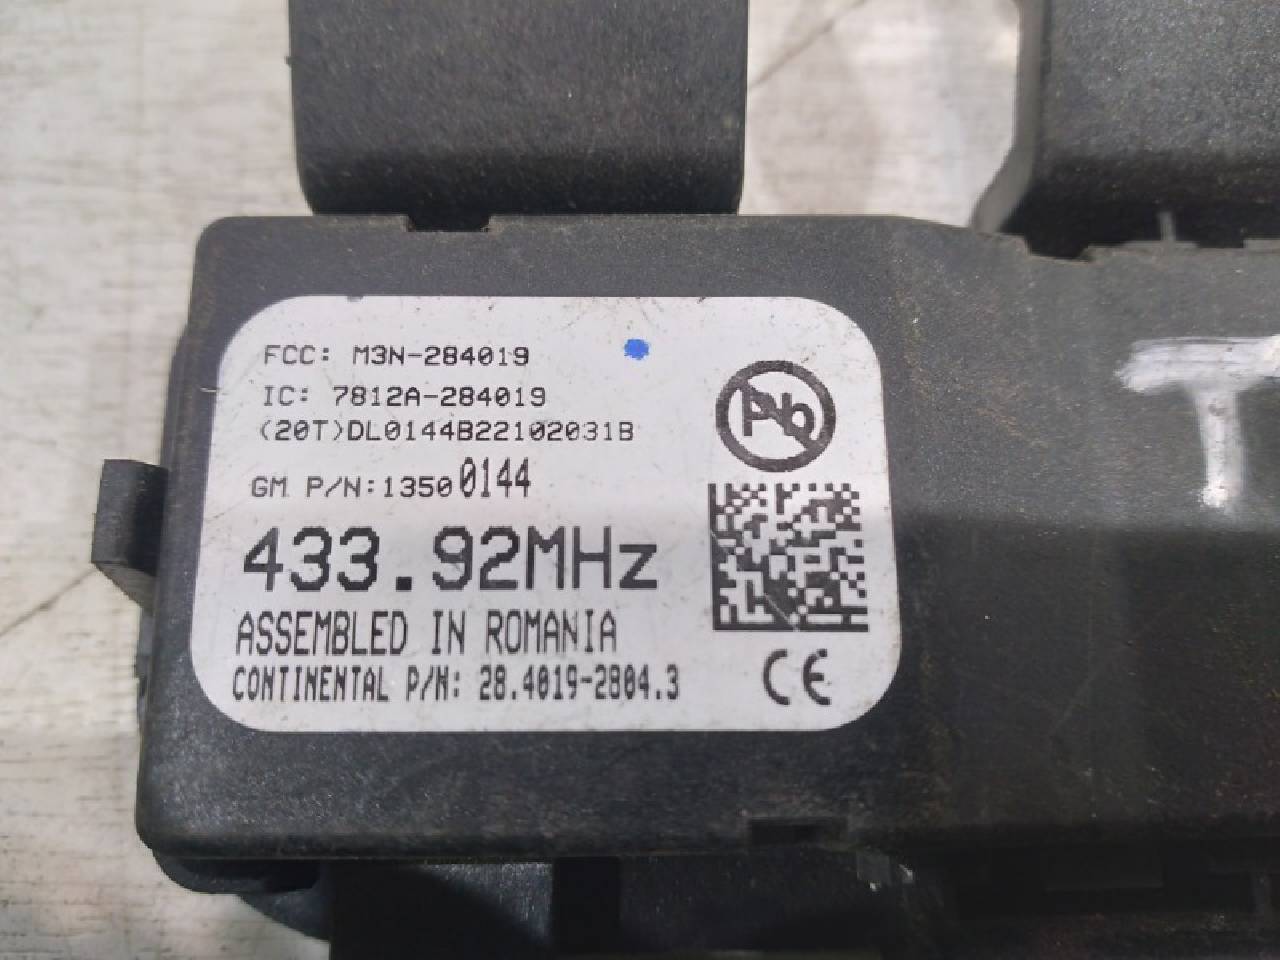 FCC: M3N-284019
IC: 7812A-284019
(20T)DL0144B22102031B
GM P/N:13500144
433.92MHz
ASSEMBLED IN ROMANIA
CONTINENTAL P/N: 28.4019-2804.3
Pb
CE
T